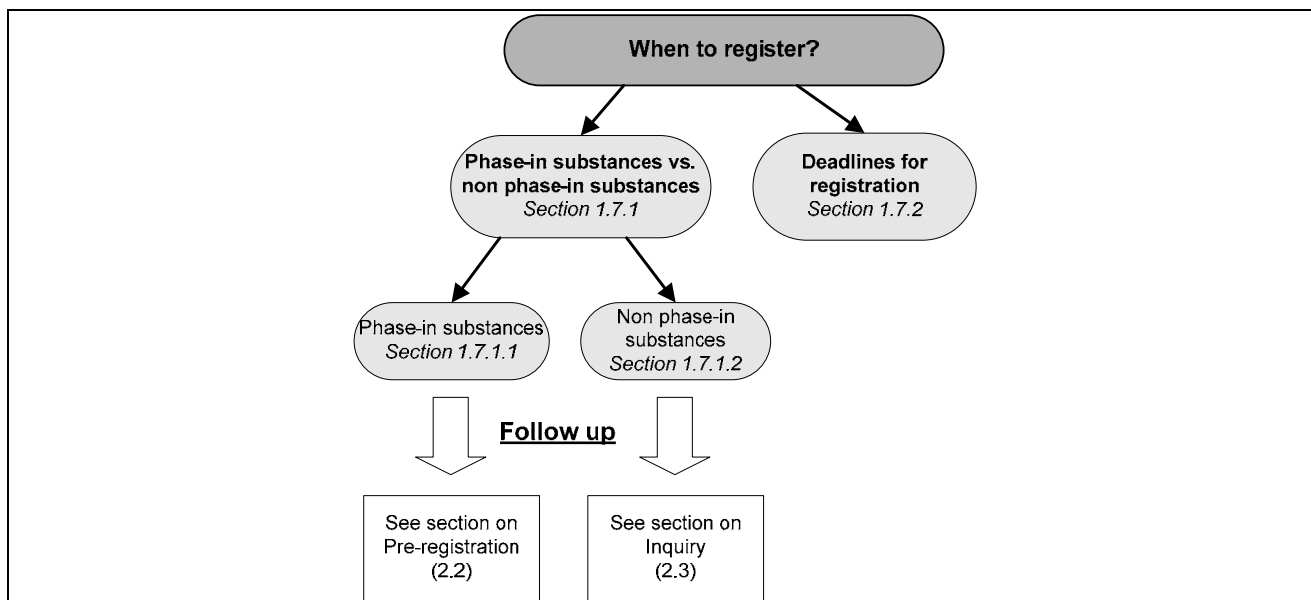 When to register?
Phase-in substances vs.
non phase-in substances
Section 1.7.1
Deadlines for
registration
Section 1.7.2
Phase-in substances
Section 1.7.1.1
Non phase-in
substances
Section 1.7.1.2
Follow up
See section on
Pre-registration
(2.2)
See section on
Inquiry
(2.3)